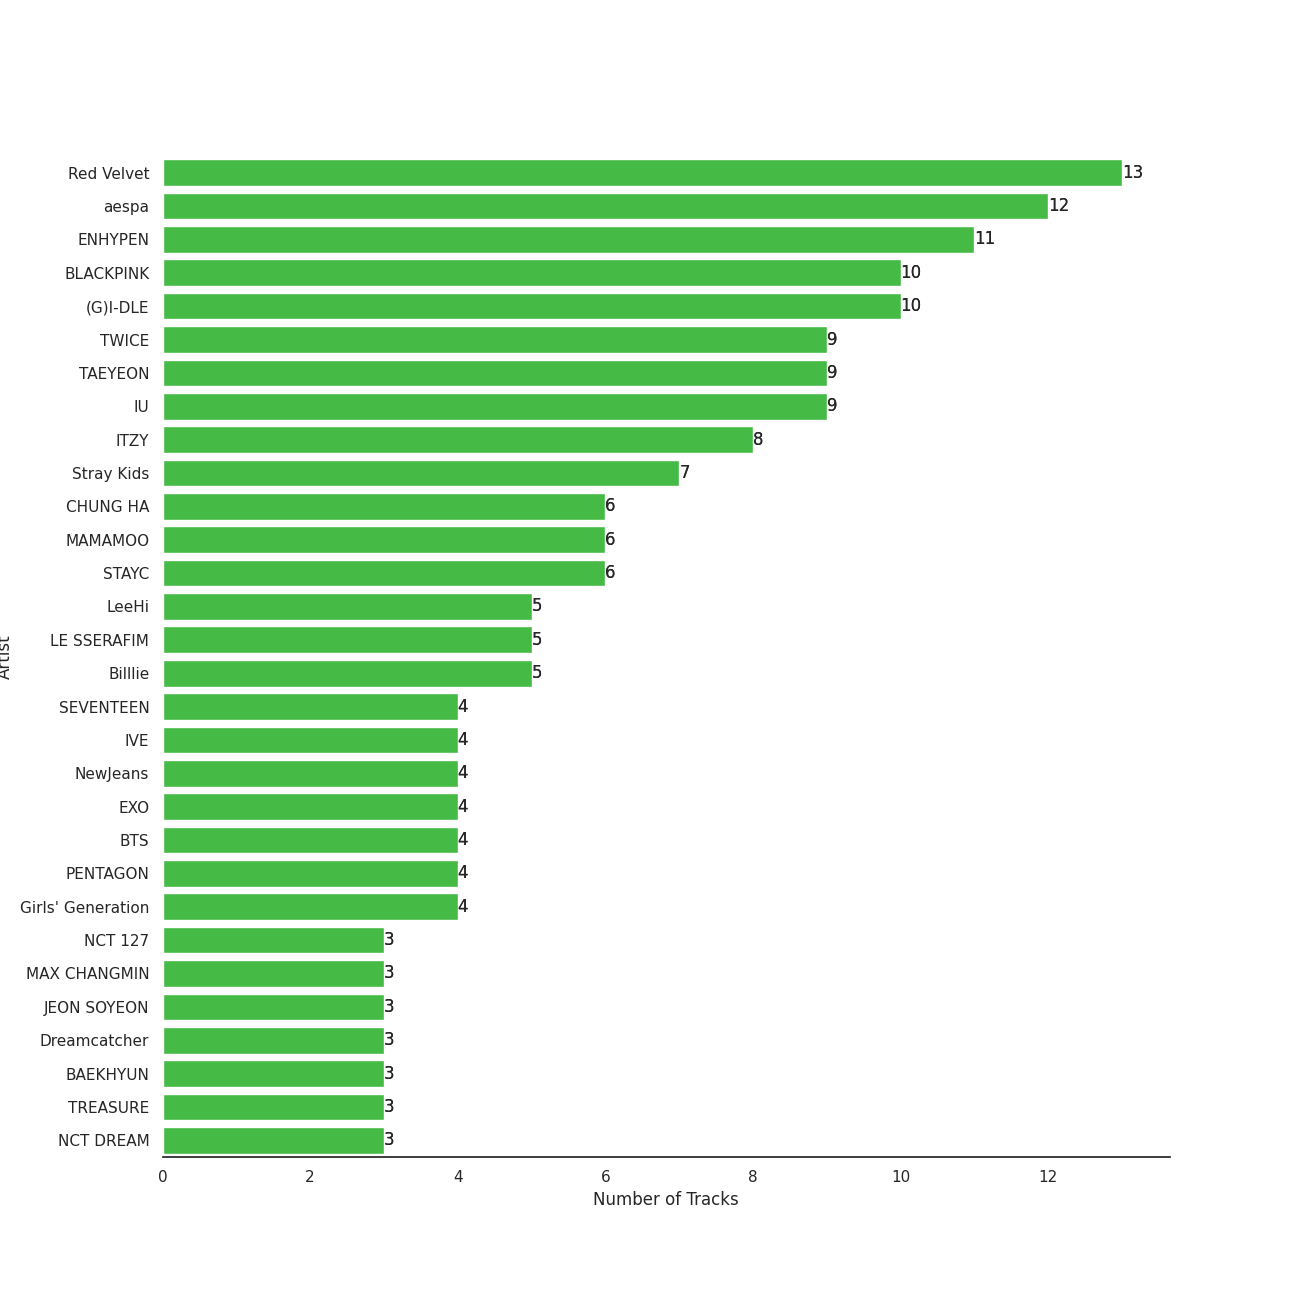 Red Velvet 13
aespa 12
ENHYPEN 11
BLACKPINK 10
(G)I-DLE 10
TWICE 9
TAEYEON 9
IU 9
ITZY 8
Stray Kids 7
CHUNG HA 6
MAMAMOO 6
STAYC 6
LeeHi 5
LE SSERAFIM 5
Billlie 5
SEVENTEEN 4
IVE 4
NewJeans 4
EXO 4
BTS 4
PENTAGON 4
Girls' Generation 4
NCT 127 3
MAX CHANGMIN 3
JEON SOYEON 3
Dreamcatcher 3
BAEKHYUN 3
TREASURE 3
NCT DREAM 3
0 2 4 6 8 10 12
Number of Tracks
Artist